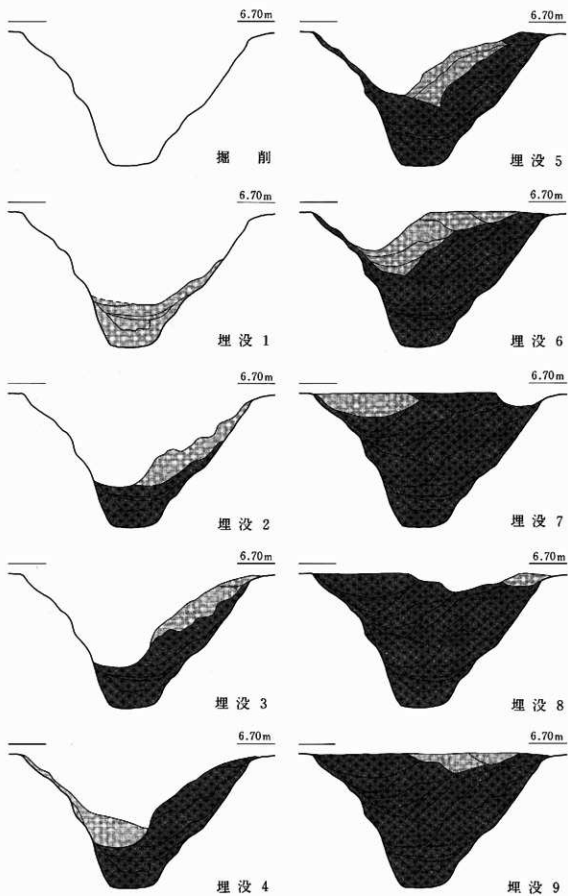 6.70m
掘 削
6.70m
埋 没 1
6.70m
埋 没 2
6.70m
埋 没 3
6.70m
埋 没 4
6.70m
埋 没 5
6.70m
埋 没 6
6.70m
埋 没 7
6.70m
埋 没 8
6.70m
埋 没 9